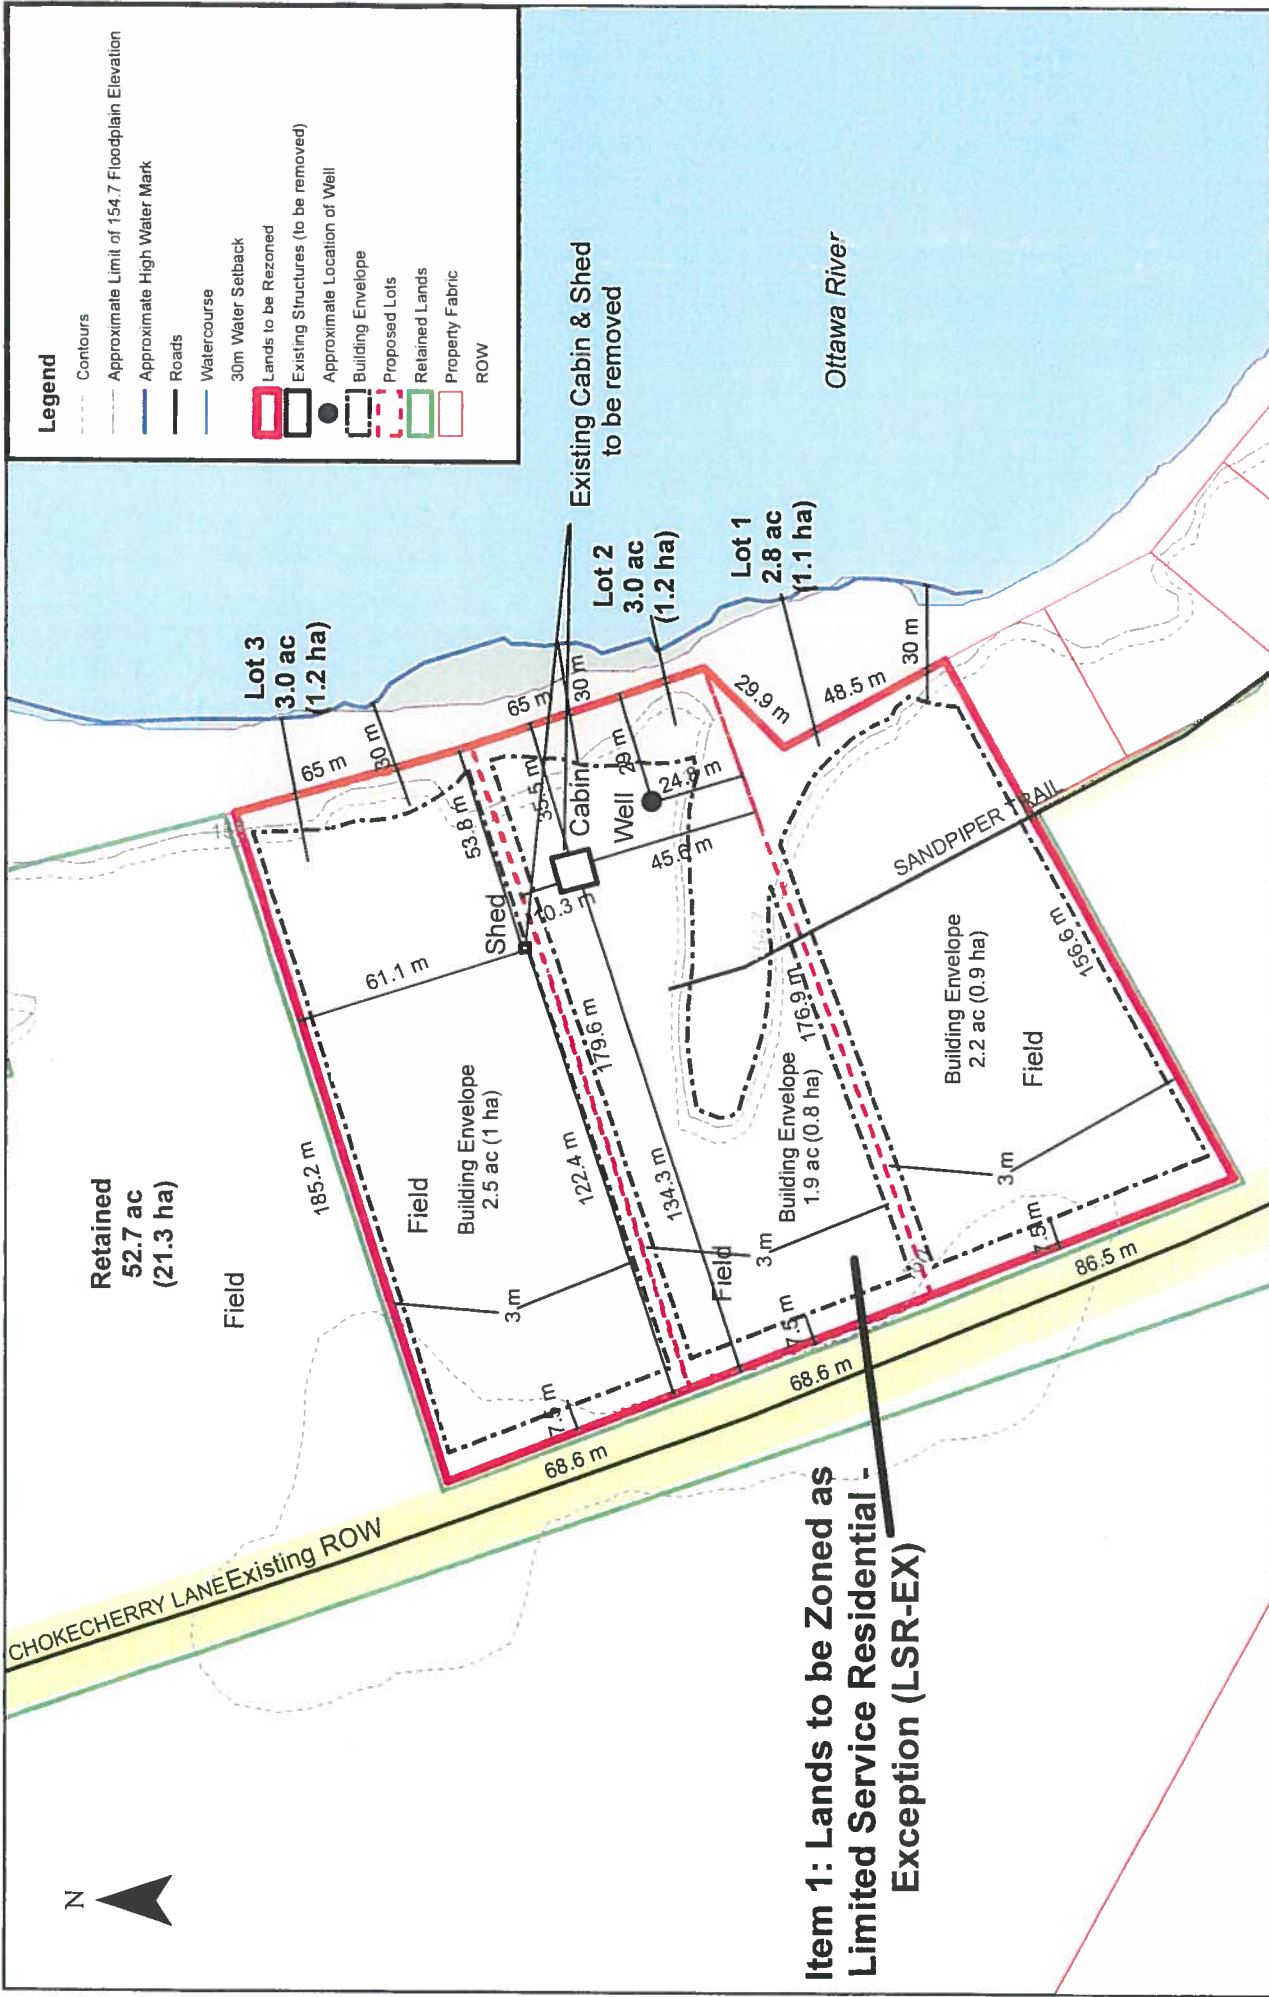 Legend
Contours
Approximate Limit of 154.7 Floodplain Elevation
Approximate High Water Mark
Roads
Watercourse
30m Water Setback
Lands to be Rezoned
Existing Structures (to be removed)
Approximate Location of Well
Building Envelope
Proposed Lots
Retained Lands
Property Fabric
ROW
N
Retained
52.7 ac
(21.3 ha)
Field
CHOKECHERRY LANE
Existing ROW
Lot 3
3.0 ac
(1.2 ha)
65 m
30 m
185.2 m
61.1 m
Field
Building Envelope
2.5 ac (1 ha)
3 m
7.5 m
68.6 m
Shed
53.8 m
122.4 m
179.6 m
134.3 m
10.3 m
35.5 m
Cabin
Existing Cabin & Shed
to be removed
65 m
30 m
Lot 2
3.0 ac
(1.2 ha)
Well
29 m
24.8 m
45.6 m
Building Envelope
1.9 ac (0.8 ha)
Field
3 m
7.5 m
68.6 m
176.9 m
Lot 1
2.8 ac
(1.1 ha)
29.9 m
48.5 m
30 m
Ottawa River
SANDPIPER TRAIL
Building Envelope
2.2 ac (0.9 ha)
Field
156.6 m
3 m
7.5 m
86.5 m
Item 1: Lands to be Zoned as
Limited Service Residential -
Exception (LSR-EX)